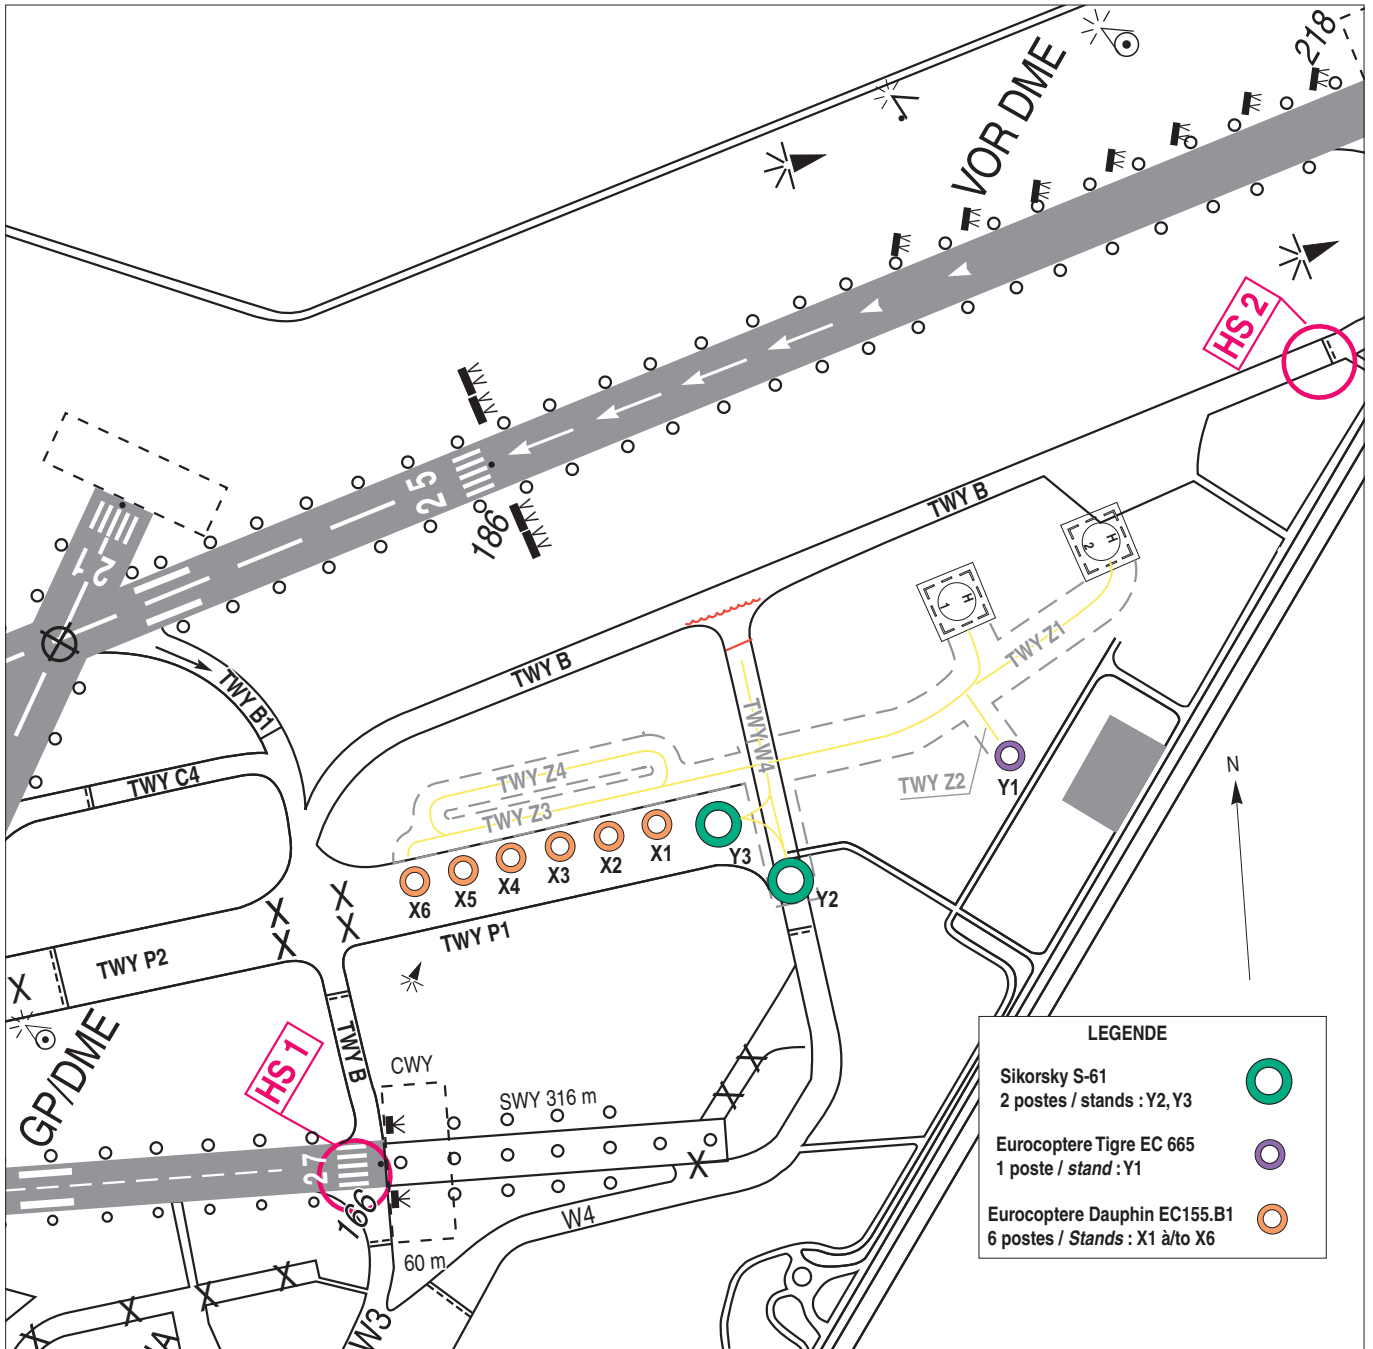 218
VOR DME
HS 2
25
186
21
TWY B
H
2
H
1
TWY Z1
TWY B
TWY B1
TWY W4
TWY C4
TWY Z4
TWY Z3
TWY Z2
Y1
N
X1
X2
X3
X4
X5
X6
Y3
Y2
X
X
X
X
TWY P1
TWY P2
X
GP/DME
HS 1
TWY B
CWY
SWY 316 m
X
X
X
X
27
166
W4
60 m
W3
X
X
X
X
LEGENDE
Sikorsky S-61
2 postes / stands : Y2, Y3
Eurocoptere Tigre EC 665
1 poste / stand : Y1
Eurocoptere Dauphin EC155.B1
6 postes / Stands : X1 à/to X6